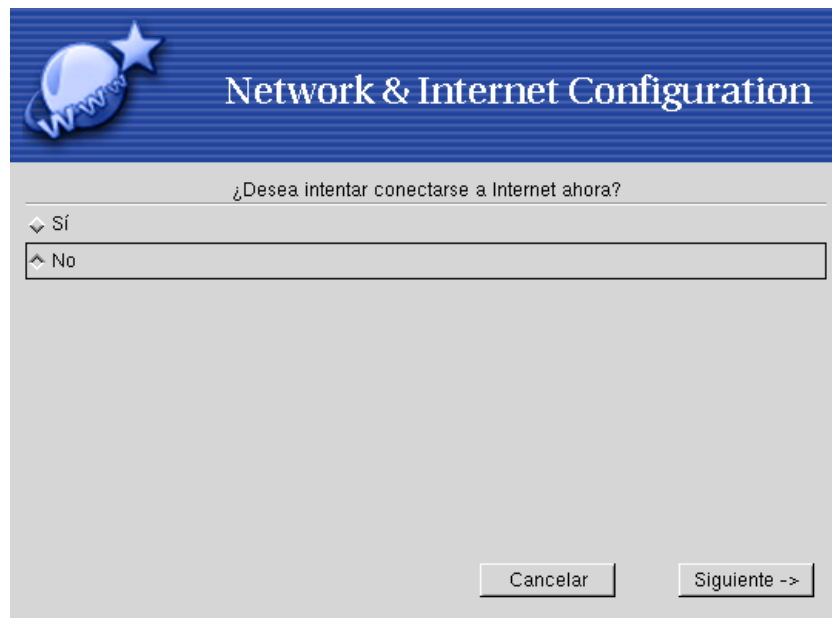 WWW
Network & Internet Configuration
¿Desea intentar conectarse a Internet ahora?
Sí
No
Cancelar
Siguiente ->